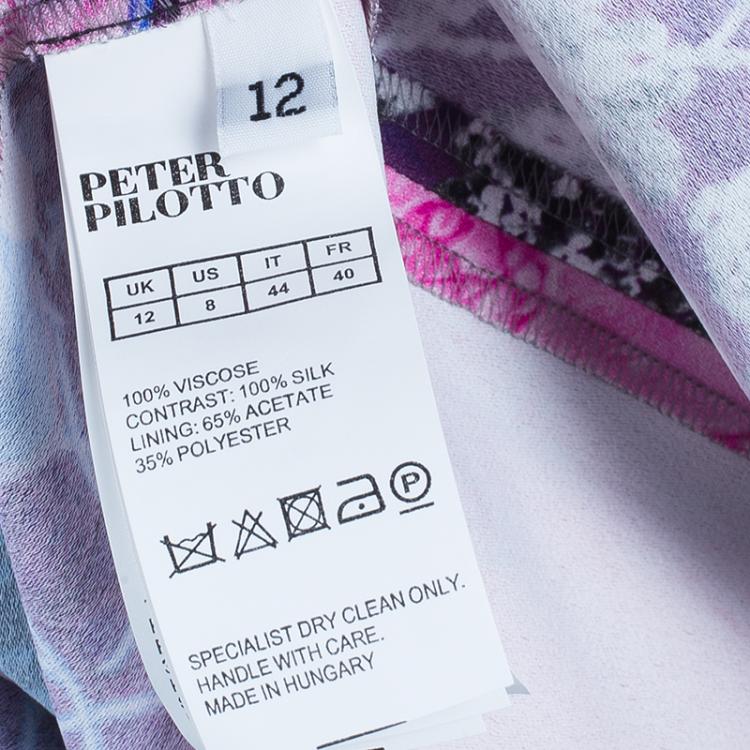 12
PETER
PILOTTO
UK US IT FR
12 8 44 40
100% VISCOSE
CONTRAST: 100% SILK
LINING: 65% ACETATE
35% POLYESTER
P
SPECIALIST DRY CLEAN ONLY.
HANDLE WITH CARE.
MADE IN HUNGARY